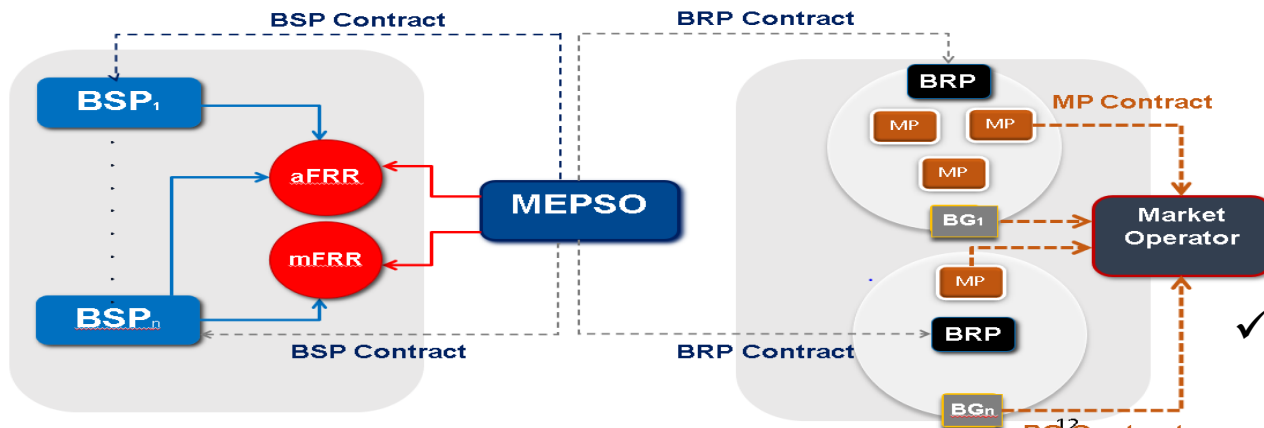 BSP Contract
BRP Contract
BSP1
BRP
MP Contract
MP
MP
aFRR
MP
MEPSO
Market
Operator
BG1
mFRR
MP
BSPn
BRP
BSP Contract
BRP Contract
BGn
12
Contract